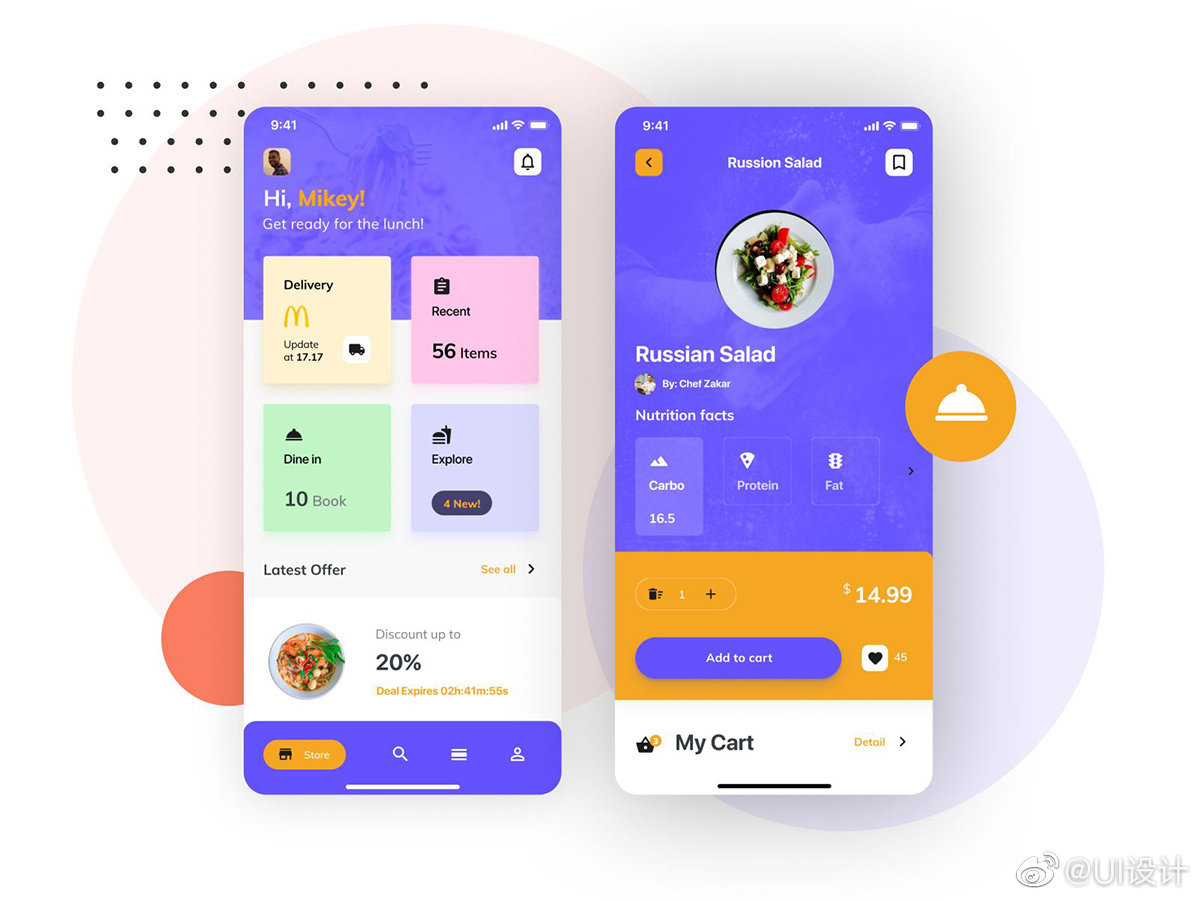 9:41
Hi, Mikey!
Get ready for the lunch!
Delivery
Update
at 17.17
Recent
56 Items
Dine in
10 Book
Explore
4 New!
Latest Offer
See all
Discount up to
20%
Deal Expires 02h:41m:55s
Store
9:41
Russion Salad
Russian Salad
By: Chef Zakar
Nutrition facts
Carbo
16.5
Protein
Fat
1
$14.99
Add to cart
45
3
My Cart
Detail
@UI设计